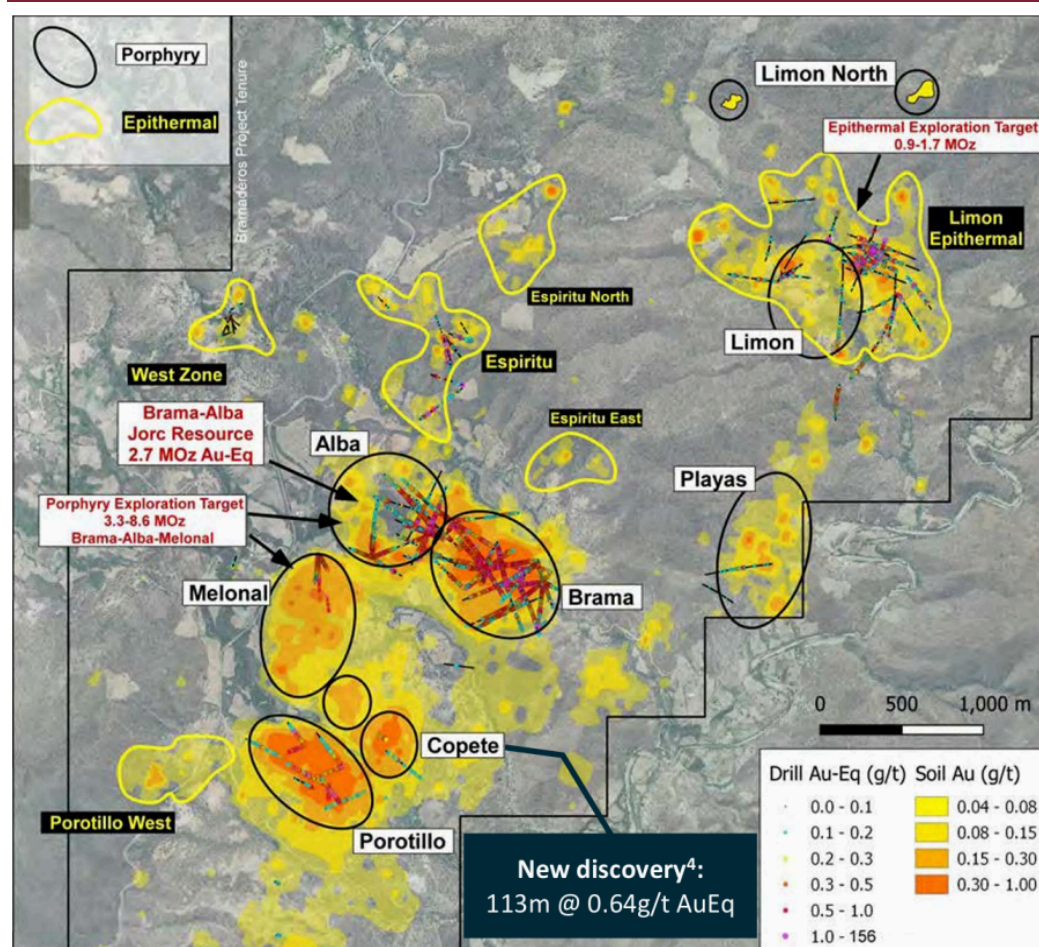 Porphyry
Epithermal
Bramaderos Project Tenure
Limon North
Epithermal Exploration Target
0.9-1.7 MOz
Limon
Epithermal
Limon
Espiritu North
Espiritu
West Zone
Espiritu East
Brama-Alba
Jorc Resource
2.7 MOz Au-Eq
Alba
Porphyry Exploration Target
3.3-8.6 MOz
Brama-Alba-Melonal
Playas
Melonal
Brama
Copete
Porotillo West
Porotillo
New discovery⁴:
113m @ 0.64g/t AuEq
0 500 1,000 m
Drill Au-Eq (g/t) Soil Au (g/t)
0.0 - 0.1 0.04 - 0.08
0.1 - 0.2 0.08 - 0.15
0.2 - 0.3 0.15 - 0.30
0.3 - 0.5 0.30 - 1.00
0.5 - 1.0
1.0 - 156